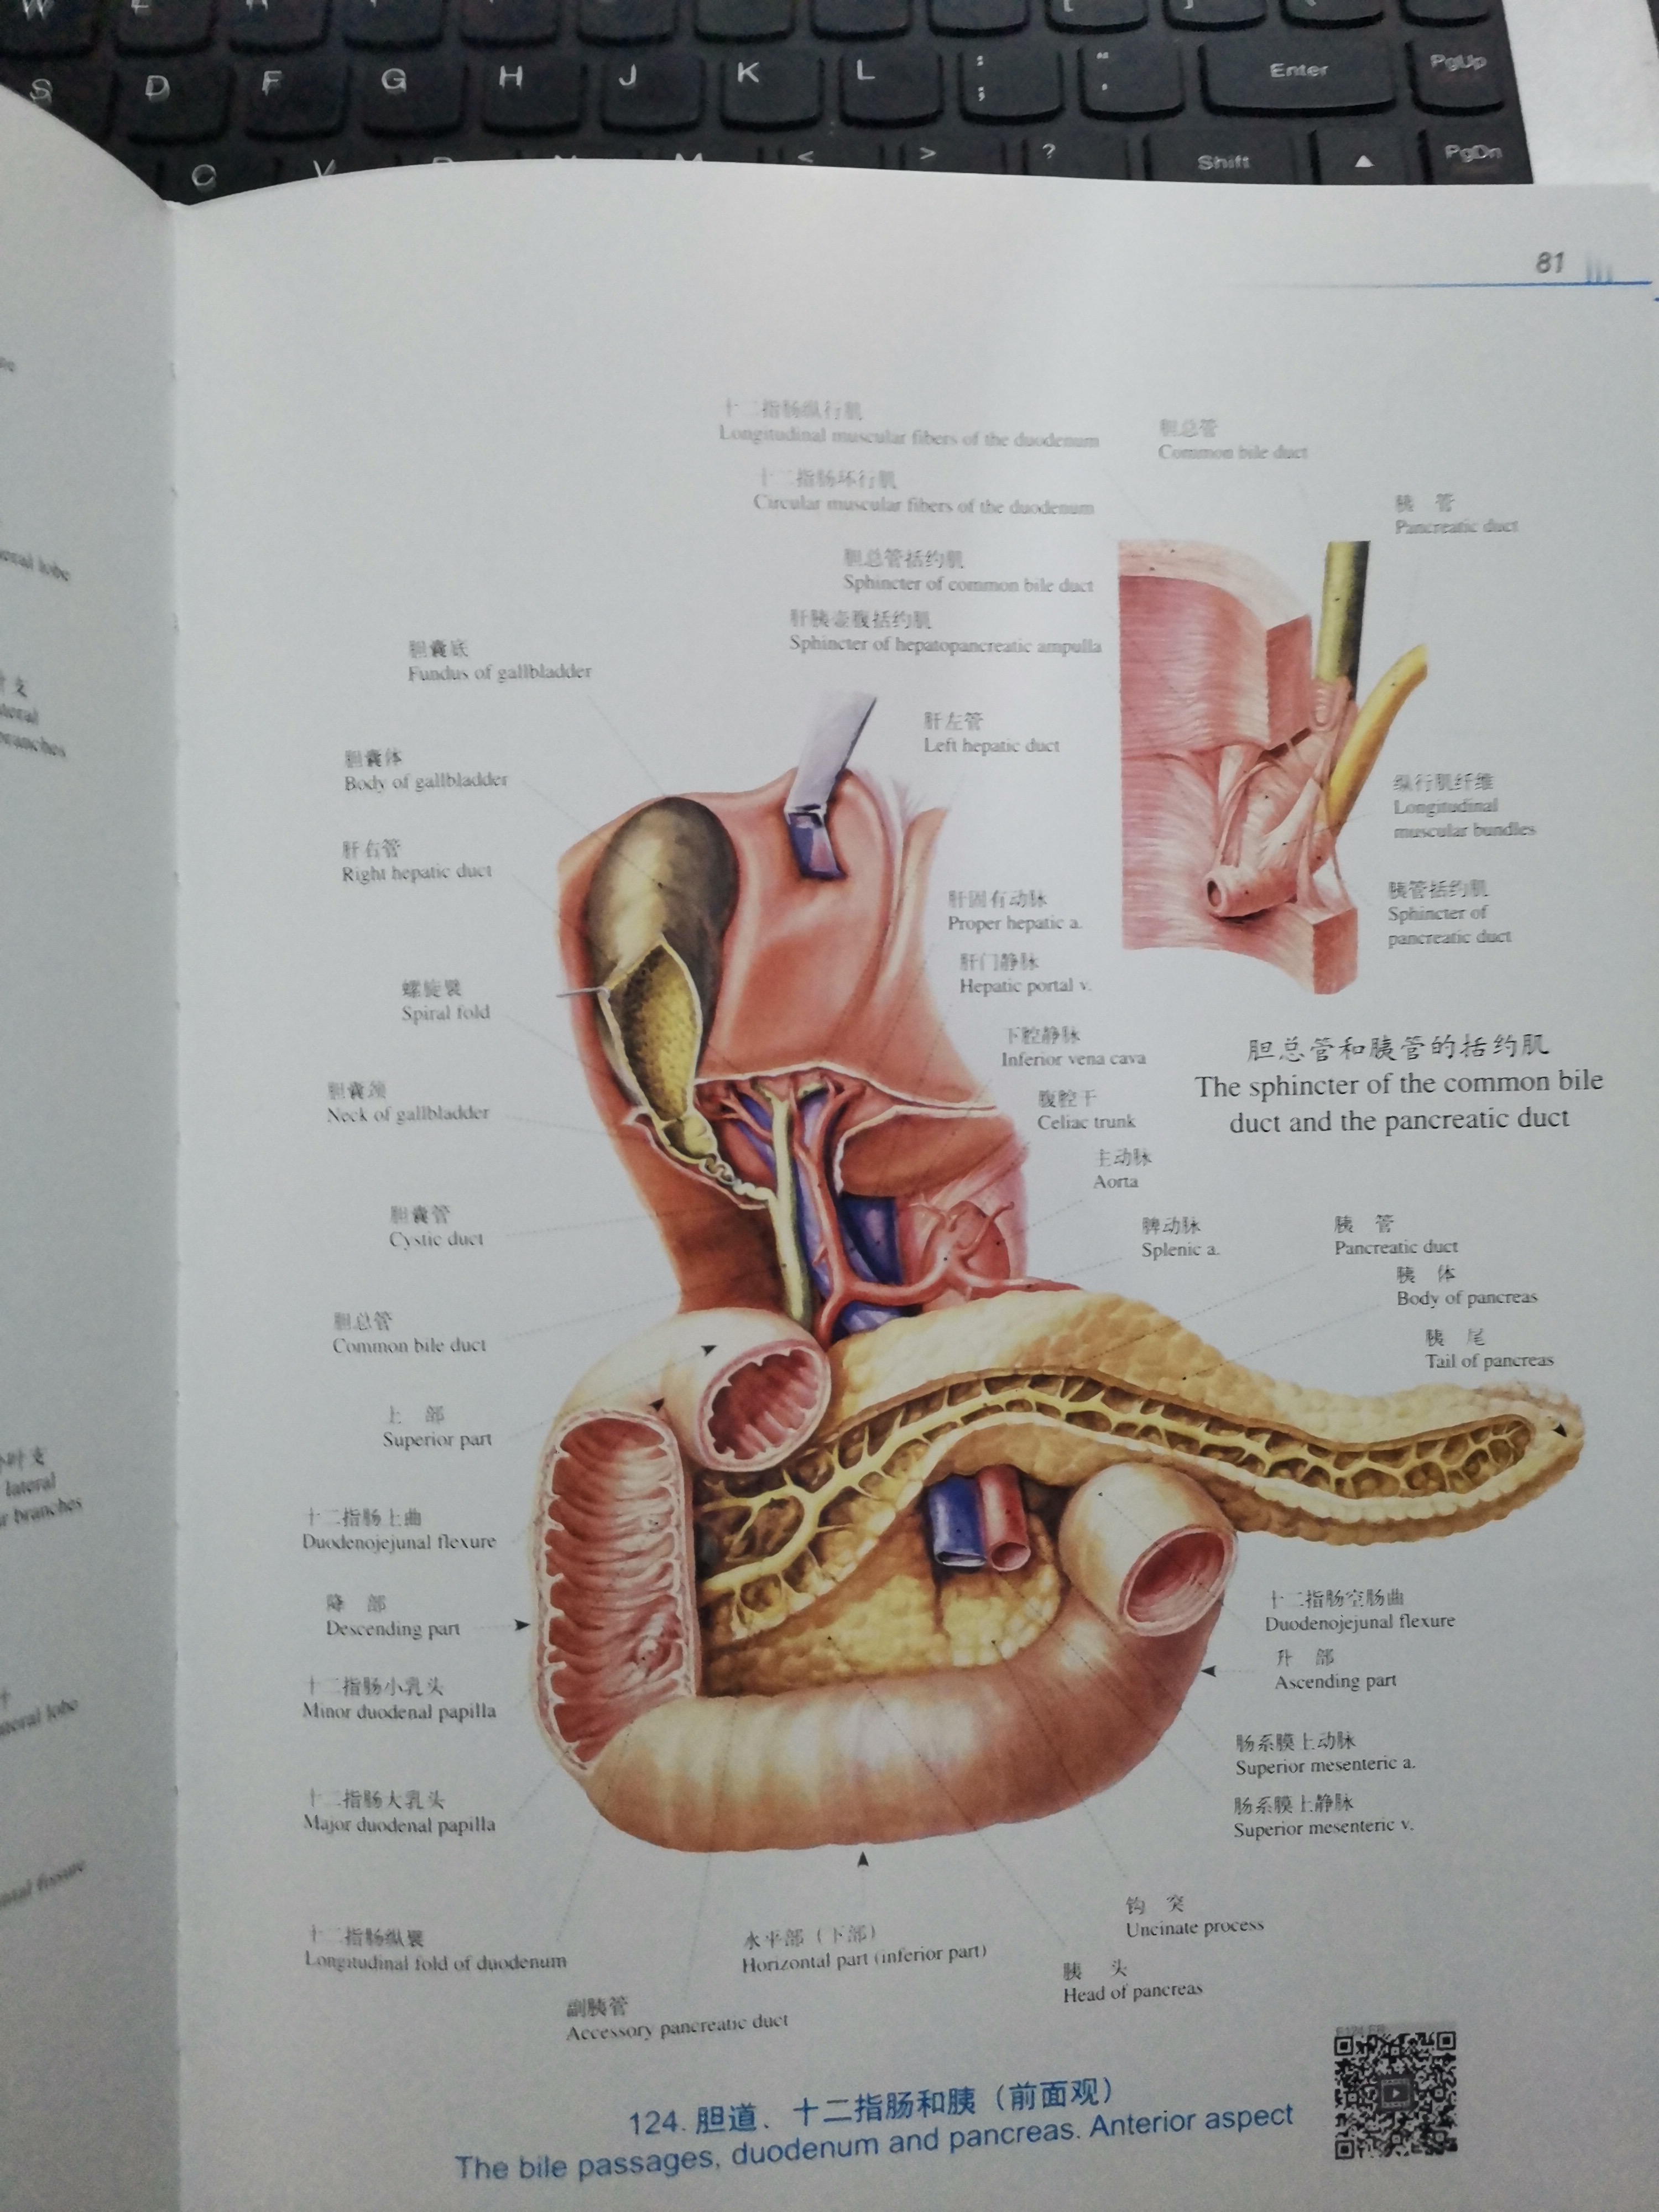 S D F G H J K L : ; " ' Enter PgUp
C V < > ? Shift PgDn
81
十二指肠纵行肌
Longitudinal muscular fibers of the duodenum
胆总管
Common bile duct
十二指肠环行肌
Circular muscular fibers of the duodenum
胰 管
Pancreatic duct
胆总管括约肌
Sphincter of common bile duct
肝胰壶腹括约肌
Sphincter of hepatopancreatic ampulla
胆囊底
Fundus of gallbladder
肝左管
Left hepatic duct
胆囊体
Body of gallbladder
纵行肌纤维
Longitudinal
muscular bundles
肝右管
Right hepatic duct
胰管括约肌
Sphincter of
pancreatic duct
肝固有动脉
Proper hepatic a.
肝门静脉
Hepatic portal v.
螺旋襞
Spiral fold
下腔静脉
Inferior vena cava
胆总管和胰管的括约肌
The sphincter of the common bile
duct and the pancreatic duct
胆囊颈
Neck of gallbladder
腹腔干
Celiac trunk
主动脉
Aorta
胆囊管
Cystic duct
脾动脉
Splenic a.
胰 管
Pancreatic duct
胰 体
Body of pancreas
胆总管
Common bile duct
胰 尾
Tail of pancreas
上 部
Superior part
十二指肠上曲
Duodenojejunal flexure
降 部
Descending part
十二指肠空肠曲
Duodenojejunal flexure
升 部
Ascending part
十二指肠小乳头
Minor duodenal papilla
肠系膜上动脉
Superior mesenteric a.
十二指肠大乳头
Major duodenal papilla
肠系膜上静脉
Superior mesenteric v.
钩 突
Uncinate process
十二指肠纵襞
Longitudinal fold of duodenum
水平部（下部）
Horizontal part (inferior part)
胰 头
Head of pancreas
副胰管
Accessory pancreatic duct
124. 胆道、十二指肠和胰（前面观）
The bile passages, duodenum and pancreas. Anterior aspect